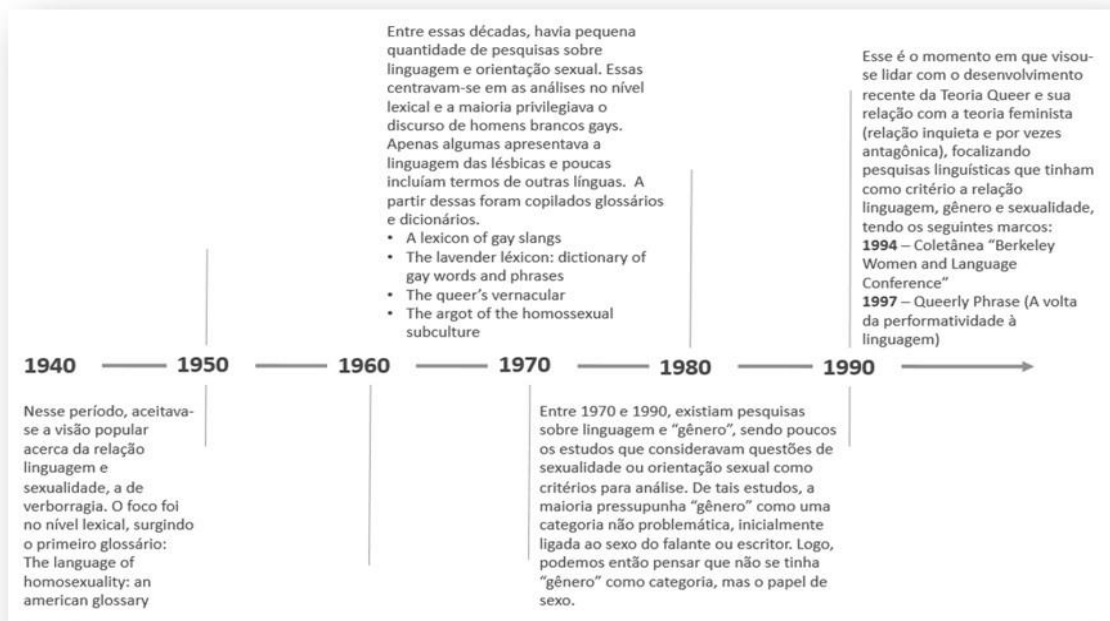 Entre essas décadas, havia pequena
quantidade de pesquisas sobre
linguagem e orientação sexual. Essas
centravam-se em as análises no nível
lexical e a maioria privilegiava o
discurso de homens brancos gays.
Apenas algumas apresentava a
linguagem das lésbicas e poucas
incluíam termos de outras línguas. A
partir dessas foram copilados glossários
e dicionários.
• A lexicon of gay slangs
• The lavender léxicon: dictionary of
gay words and phrases
• The queer's vernacular
• The argot of the homossexual
subculture
Esse é o momento em que visou-
se lidar com o desenvolvimento
recente da Teoria Queer e sua
relação com a teoria feminista
(relação inquieta e por vezes
antagônica), focalizando
pesquisas linguísticas que tinham
como critério a relação
linguagem, gênero e sexualidade,
tendo os seguintes marcos:
1994 – Coletânea "Berkeley
Women and Language
Conference"
1997 – Queerly Phrase (A volta
da performatividade à
linguagem)
1940 1950 1960 1970 1980 1990
Nesse período, aceitava-
se a visão popular
acerca da relação
linguagem e
sexualidade, a de
verborragia. O foco foi
no nível lexical, surgindo
o primeiro glossário:
The language of
homosexuality: an
american glossary
Entre 1970 e 1990, existiam pesquisas
sobre linguagem e "gênero", sendo poucos
os estudos que consideravam questões de
sexualidade ou orientação sexual como
critérios para análise. De tais estudos, a
maioria pressupunha "gênero" como uma
categoria não problemática, inicialmente
ligada ao sexo do falante ou escritor. Logo,
podemos então pensar que não se tinha
"gênero" como categoria, mas o papel de
sexo.